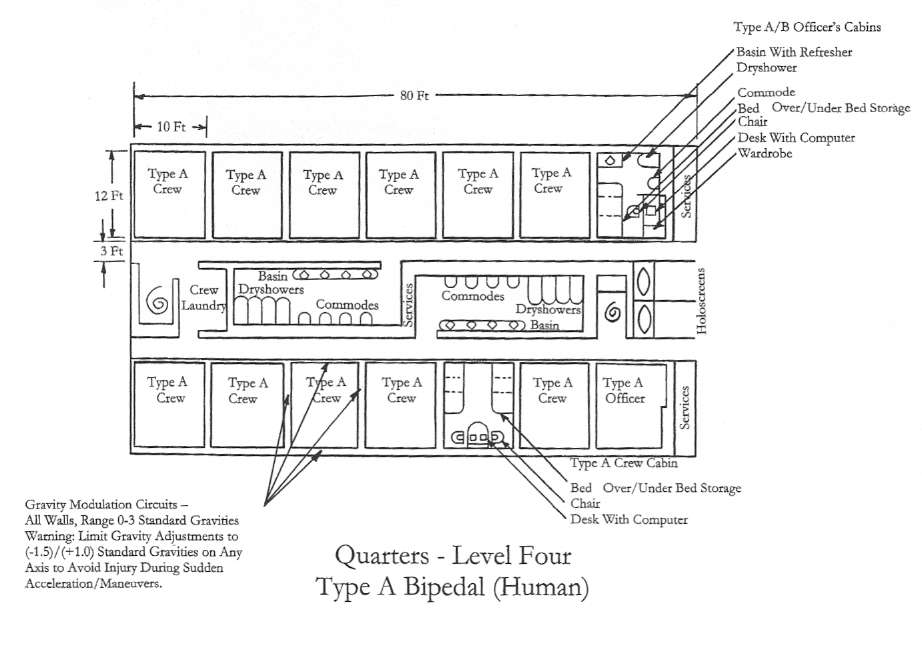 Type A/B Officer's Cabins
Basin With Refresher
Dryshower
Commode
Bed Over/Under Bed Storage
Chair
Desk With Computer
Wardrobe
80 Ft
10 Ft
12 Ft
3 Ft
Type A
Crew
Type A
Crew
Type A
Crew
Type A
Crew
Type A
Crew
Type A
Crew
Services
Crew
Laundry
Basin
Dryshowers
Commodes
Services
Commodes
Dryshowers
Basin
Holoscreens
Type A
Crew
Type A
Crew
Type A
Crew
Type A
Crew
Type A
Crew
Type A
Officer
Services
Type A Crew Cabin
Bed Over/Under Bed Storage
Chair
Desk With Computer
Gravity Modulation Circuits –
All Walls, Range 0-3 Standard Gravities
Warning: Limit Gravity Adjustments to
(-1.5)/(+1.0) Standard Gravities on Any
Axis to Avoid Injury During Sudden
Acceleration/Maneuvers.
Quarters - Level Four
Type A Bipedal (Human)